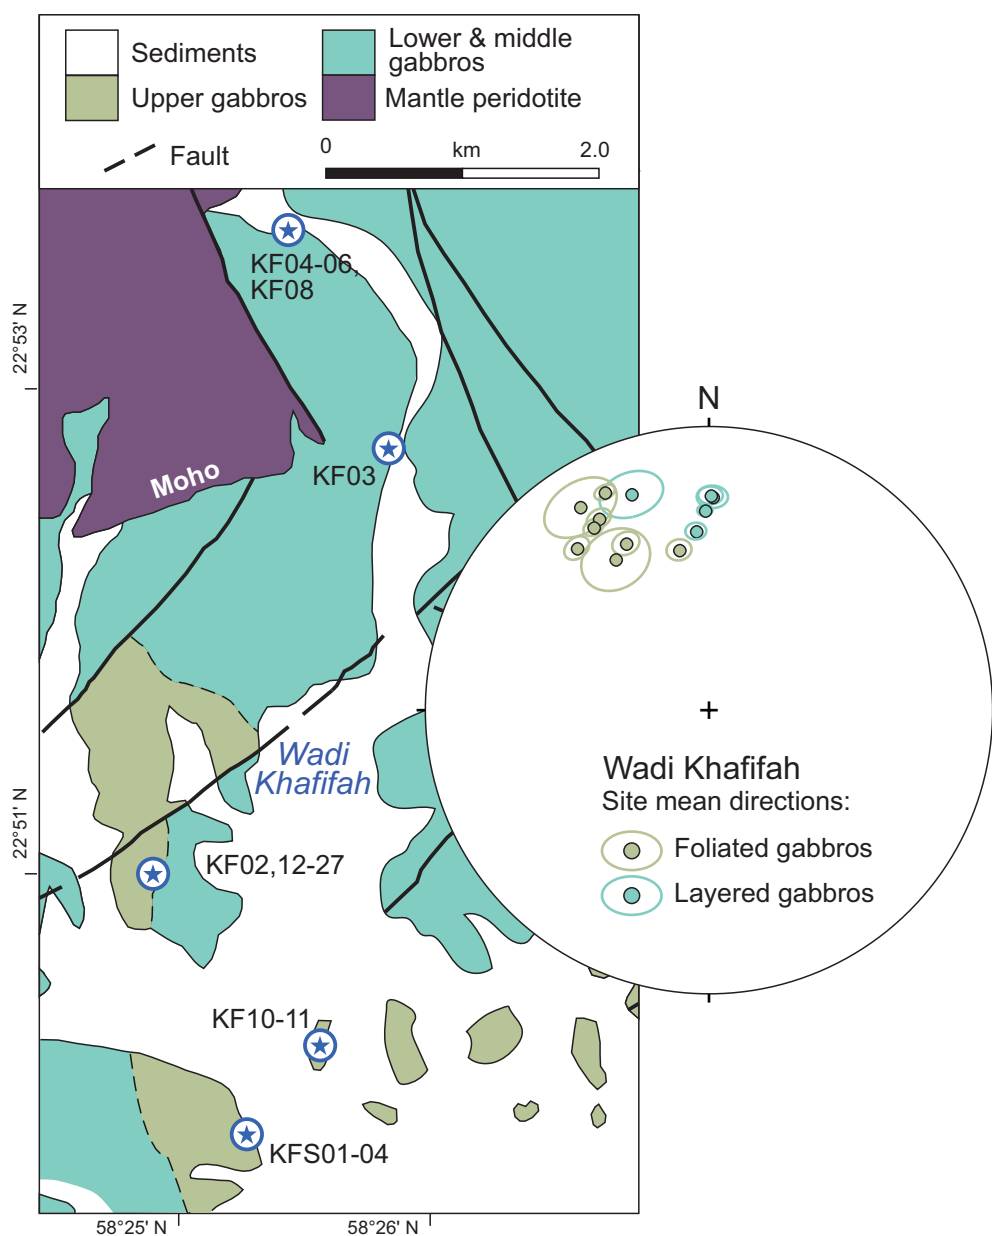 Sediments
Upper gabbros
Lower & middle
gabbros
Mantle peridotite
Fault
0 km 2.0
KF04-06,
KF08
22°53' N
KF03
Moho
N
Wadi
Khafifah
22°51' N
KF02,12-27
Wadi Khafifah
Site mean directions:
Foliated gabbros
Layered gabbros
KF10-11
KFS01-04
58°25' N
58°26' N